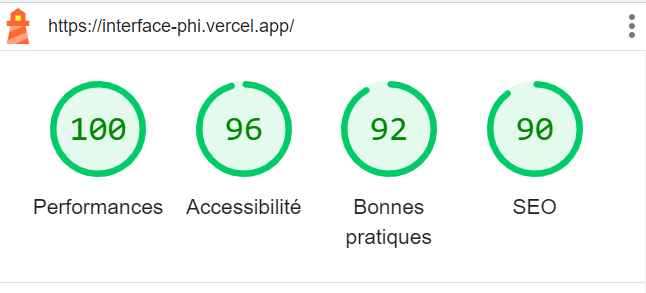 https://interface-phi.vercel.app/
100 96 92 90
Performances Accessibilité Bonnes pratiques SEO